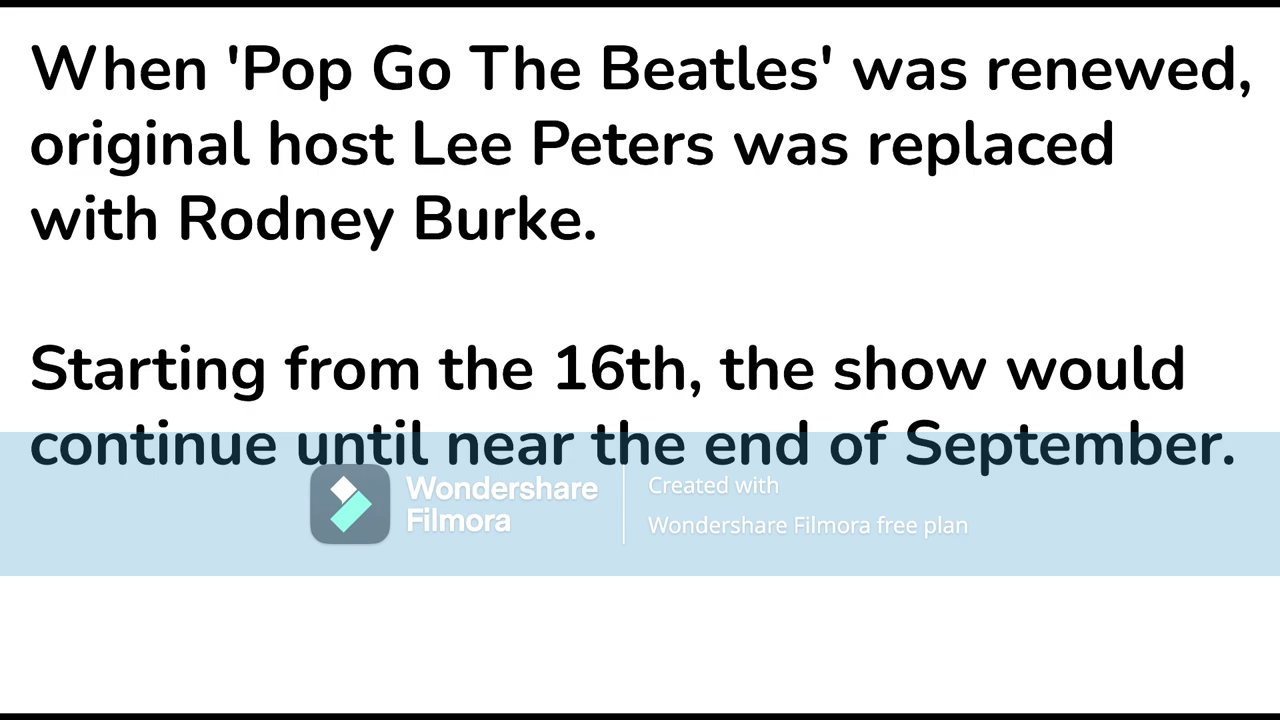 When 'Pop Go The Beatles' was renewed,
original host Lee Peters was replaced
with Rodney Burke.
Starting from the 16th, the show would
continue until near the end of September.
Wondershare
Filmora
Created with
Wondershare Filmora free plan